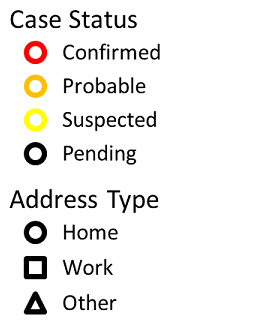 Case Status
Confirmed
Probable
Suspected
Pending
Address Type
Home
Work
Other